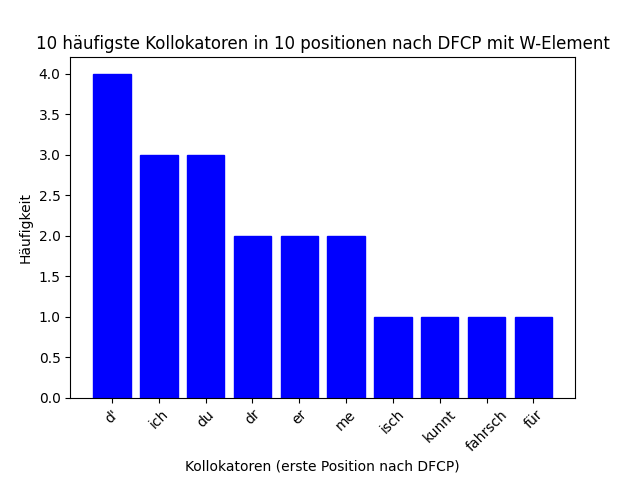 10 häufigste Kollokatoren in 10 positionen nach DFCP mit W-Element
Häufigkeit
4.0
3.5
3.0
2.5
2.0
1.5
1.0
0.5
0.0
d'
ich
du
dr
er
me
isch
kunnt
fahrsch
für
Kollokatoren (erste Position nach DFCP)